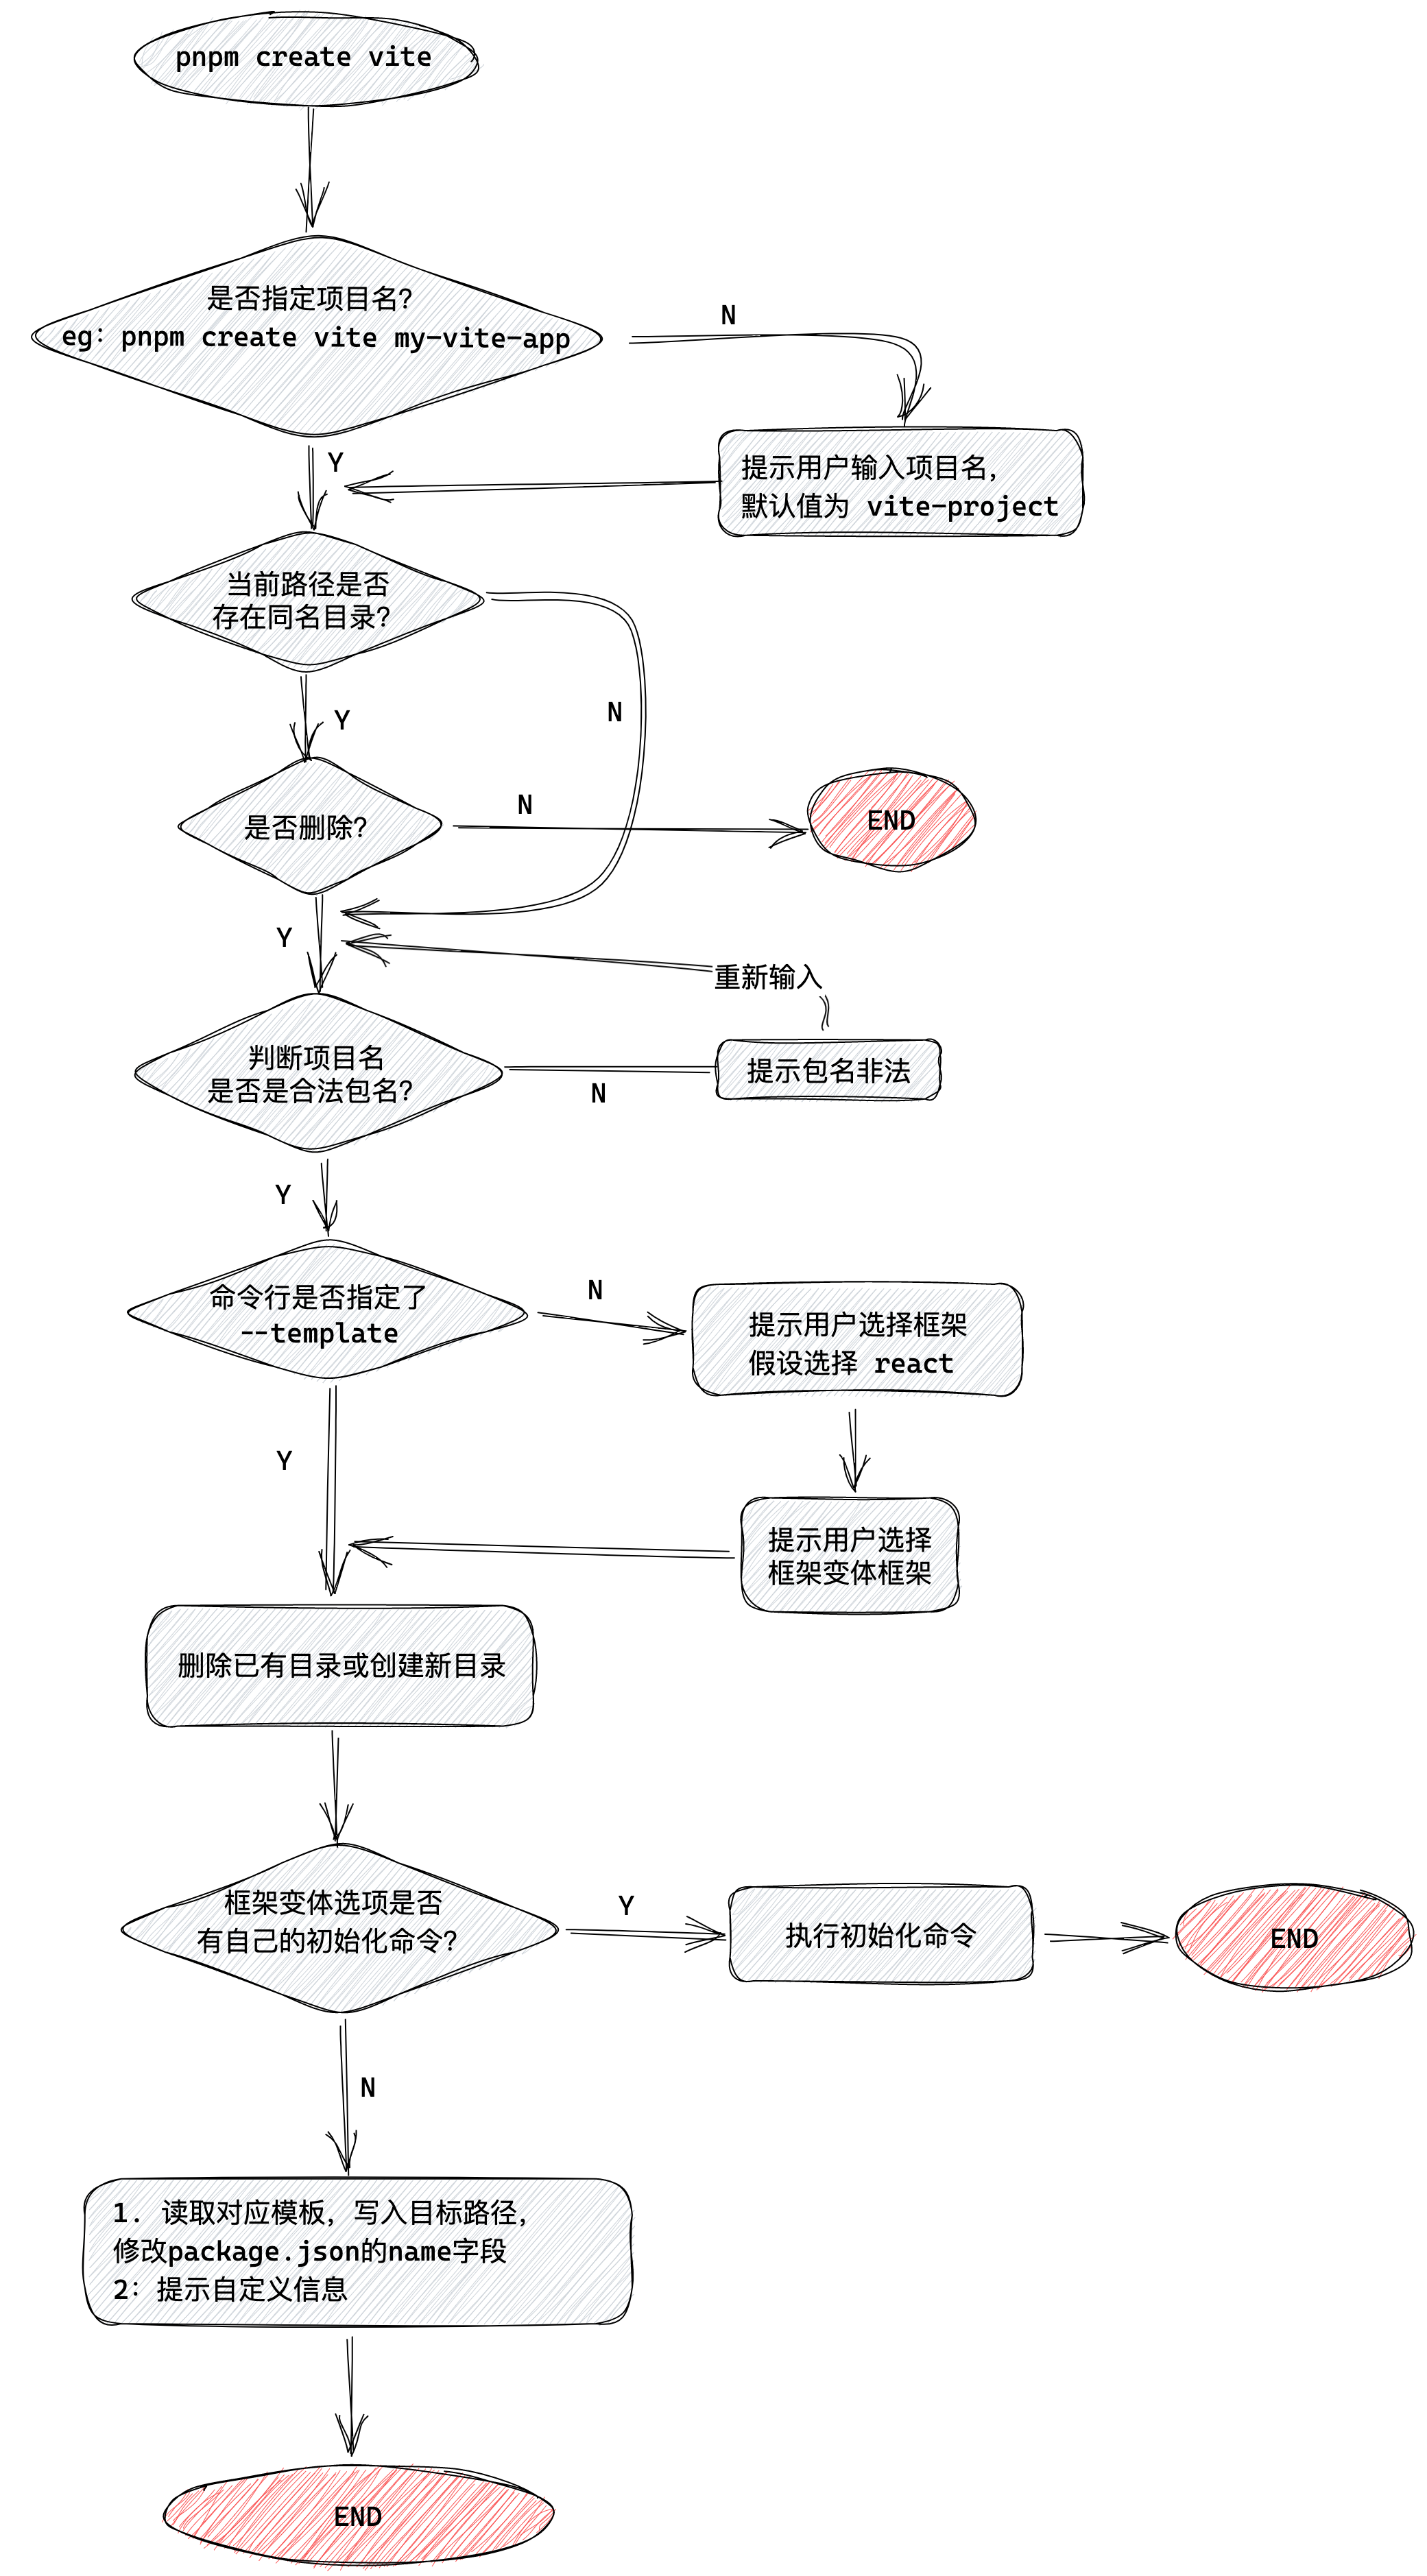 pnpm create vite
是否指定项目名?
eg: pnpm create vite my-vite-app
N
Y
提示用户输入项目名,
默认值为 vite-project
当前路径是否
存在同名目录?
N
Y
是否删除?
N
END
Y
重新输入
判断项目名
是否是合法包名?
提示包名非法
N
Y
命令行是否指定了
--template
N
提示用户选择框架
假设选择 react
Y
提示用户选择
框架变体框架
删除已有目录或创建新目录
框架变体选项是否
有自己的初始化命令?
Y
执行初始化命令
END
N
1. 读取对应模板, 写入目标路径,
修改package.json的name字段
2: 提示自定义信息
END